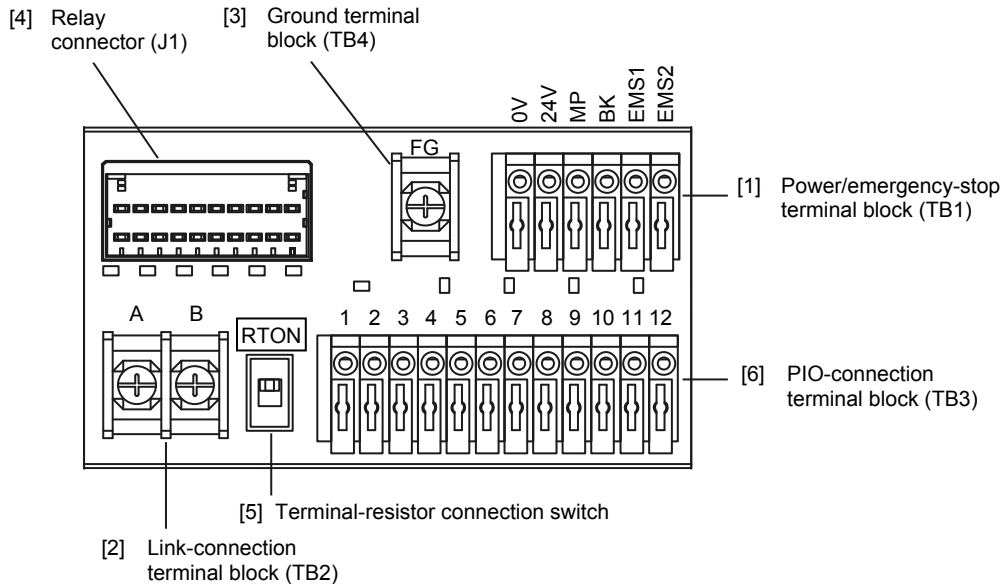 [4] Relay
connector (J1)
[3] Ground terminal
block (TB4)
0V
24V
MP
BK
EMS1
EMS2
FG
[1] Power/emergency-stop
terminal block (TB1)
A B
RTON
1 2 3 4 5 6 7 8 9 10 11 12
[6] PIO-connection
terminal block (TB3)
[5] Terminal-resistor connection switch
[2] Link-connection
terminal block (TB2)